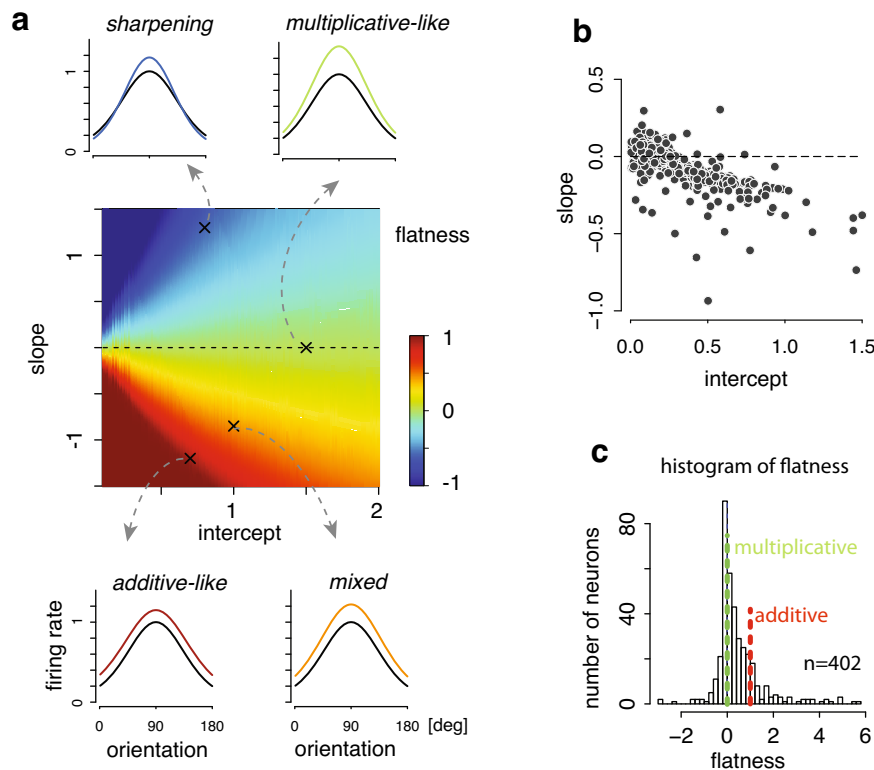 a
sharpening
multiplicative-like
1
0
flatness
slope
1
-1
1
0
-1
1
2
intercept
additive-like
mixed
firing rate
1
0
0
90
180
0
90
180
[deg]
orientation
orientation
b
0.5
0.0
−0.5
−1.0
slope
0.0
0.5
1.0
1.5
intercept
c
histogram of flatness
80
40
0
number of neurons
multiplicative
additive
n=402
−2
0
2
4
6
flatness